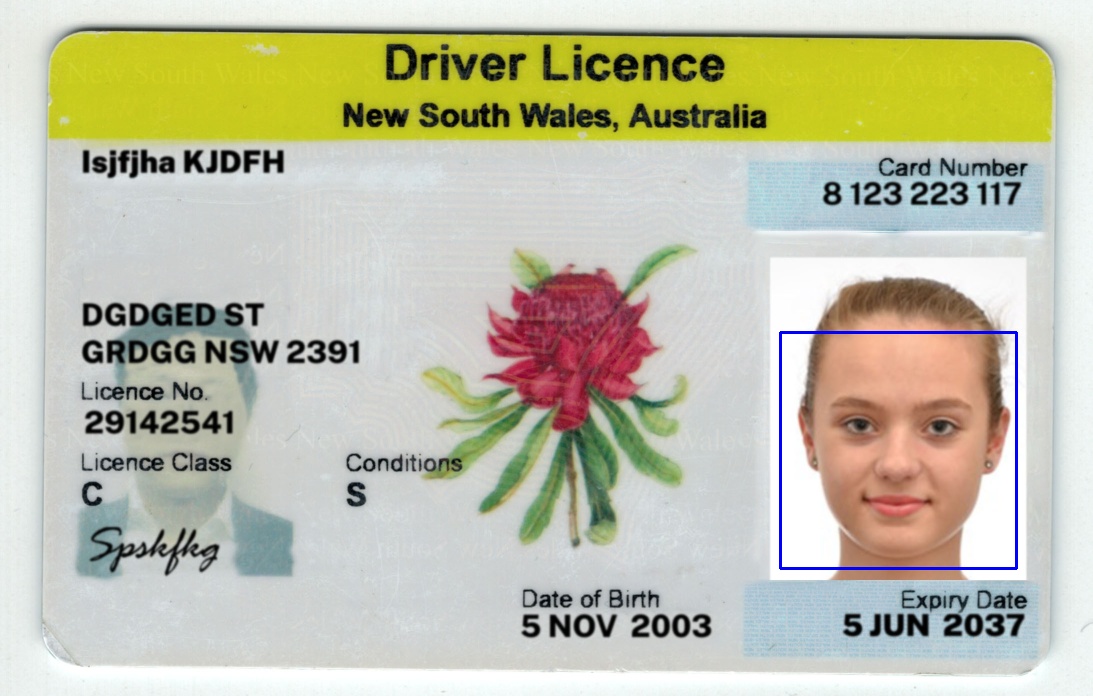 Driver Licence
New South Wales, Australia
Isjfjha KJDFH
Card Number
8 123 223 117
DGDGED ST
GRDGG NSW 2391
Licence No.
29142541
Licence Class
C
Conditions
S
Spskfkg
Date of Birth
5 NOV 2003
Expiry Date
5 JUN 2037